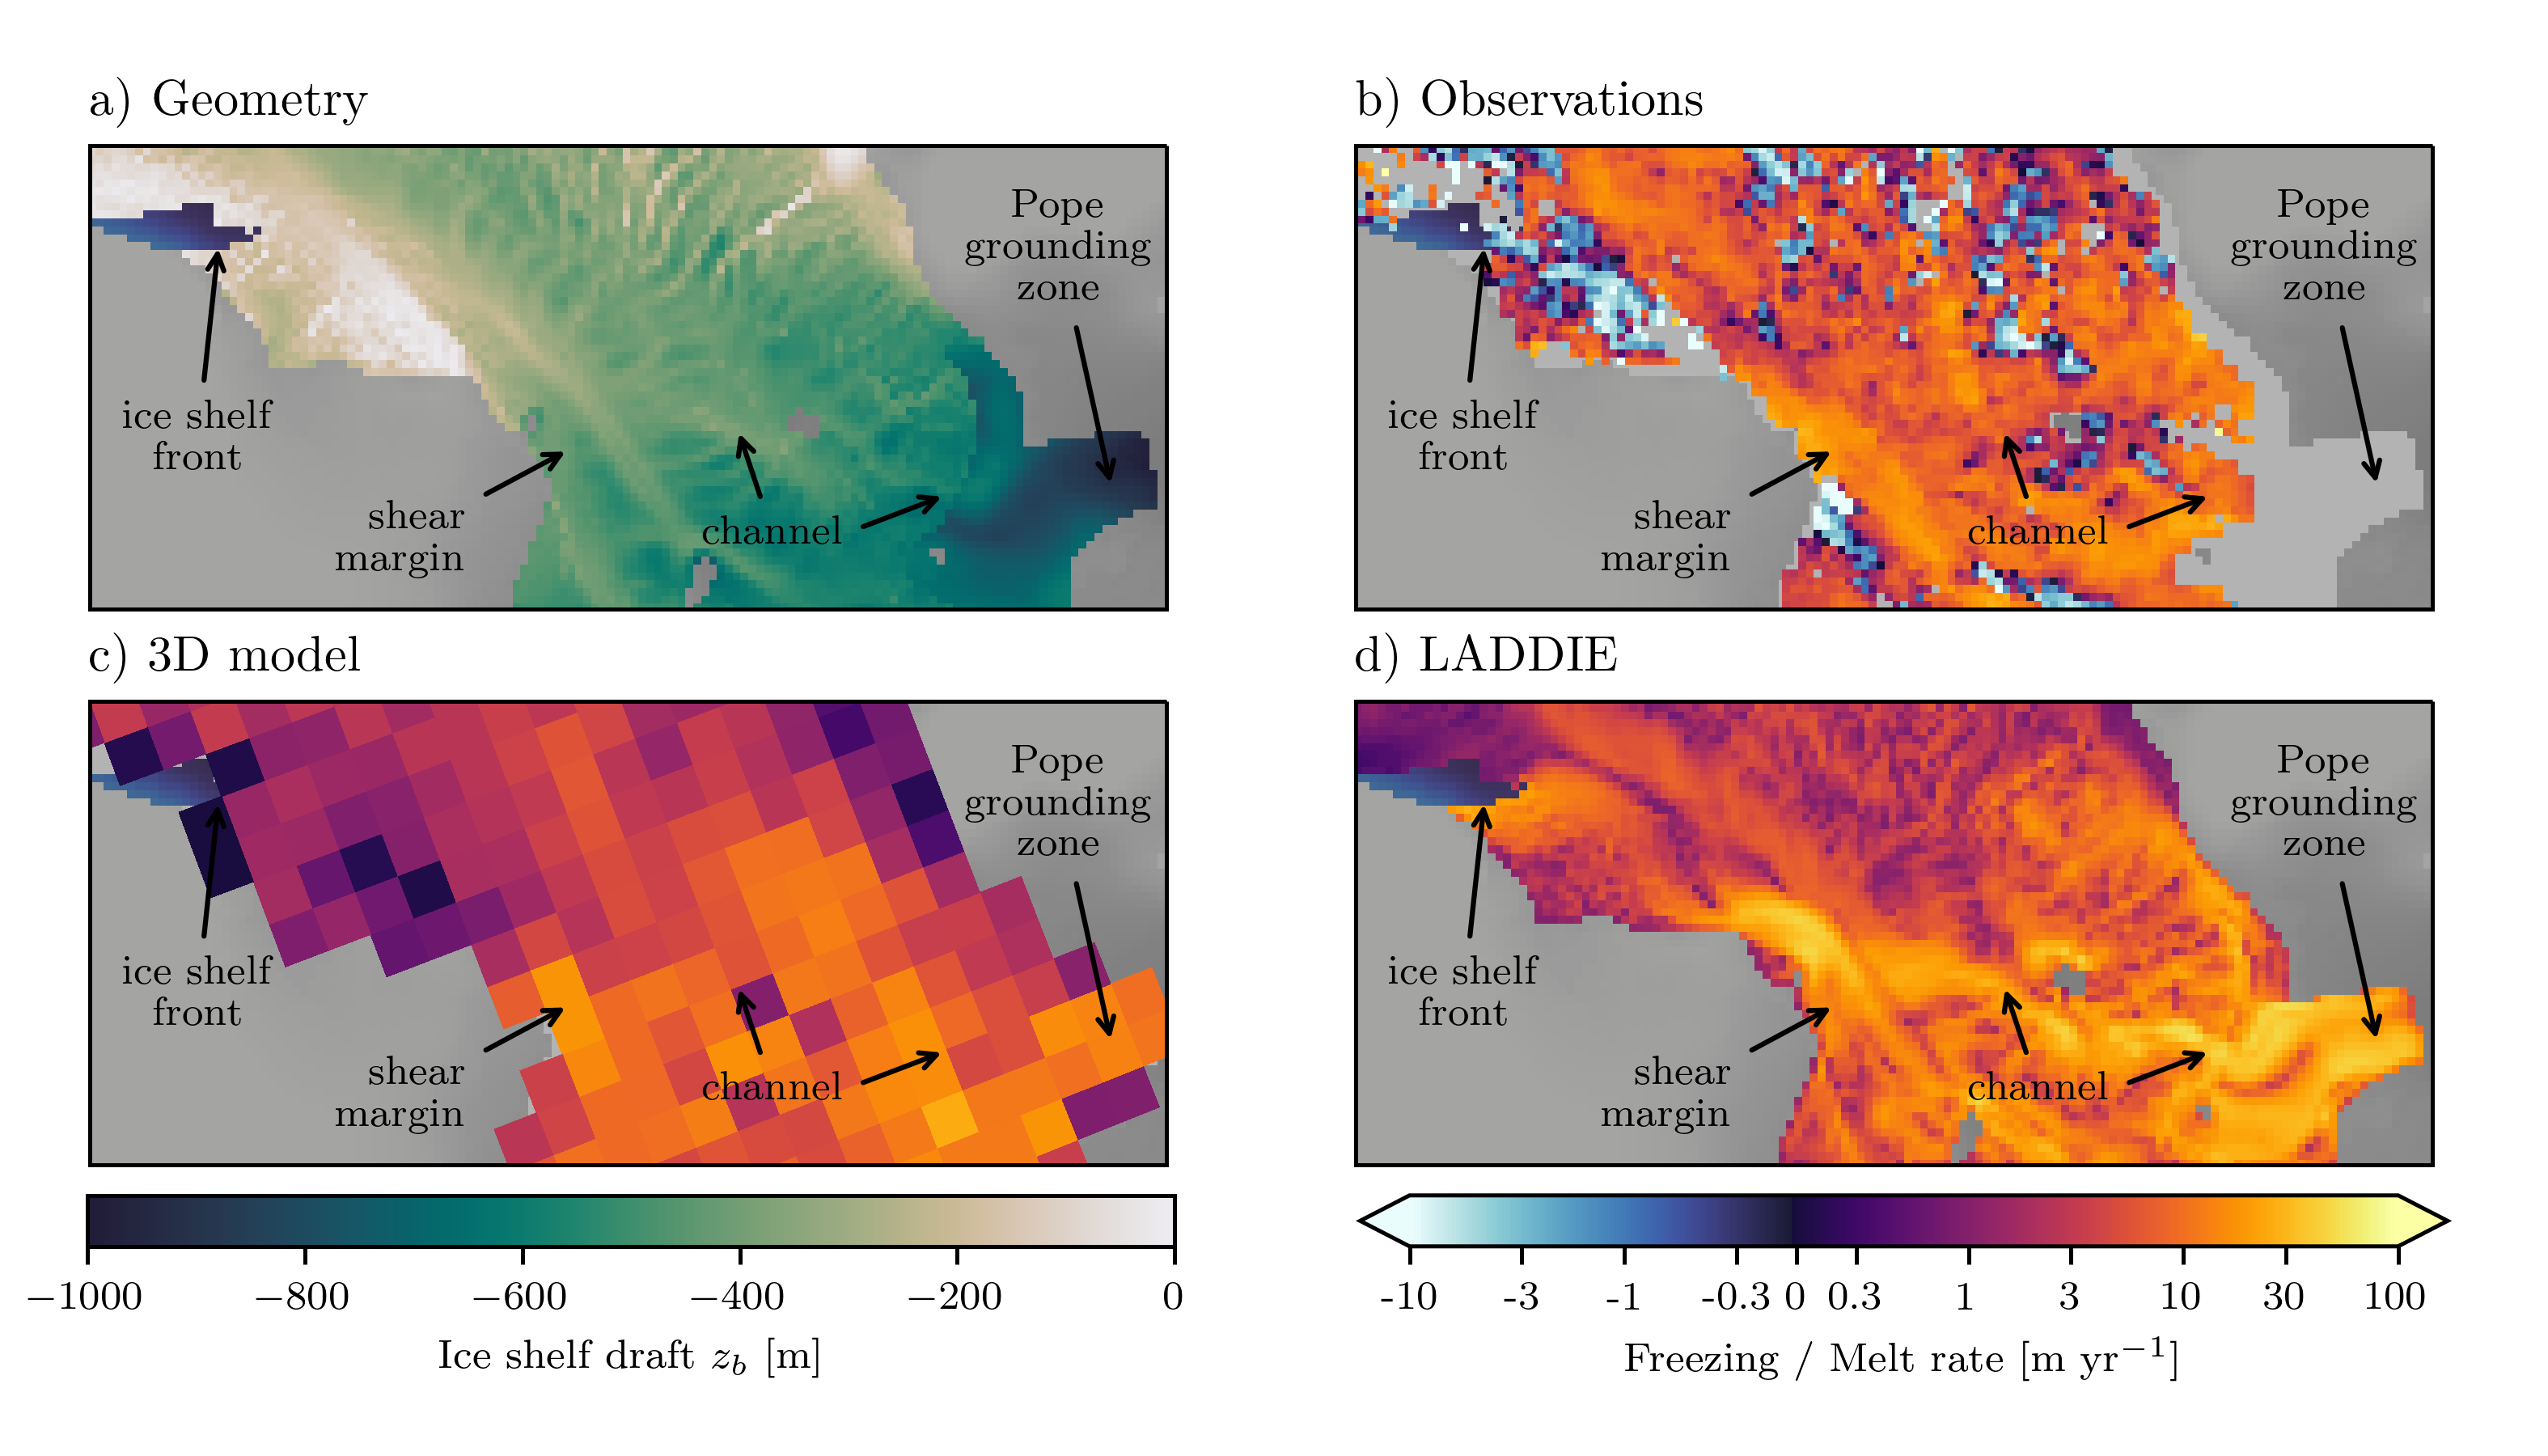 a) Geometry
Pope
grounding
zone
ice shelf
front
shear
margin
channel
b) Observations
Pope
grounding
zone
ice shelf
front
shear
margin
channel
c) 3D model
Pope
grounding
zone
ice shelf
front
shear
margin
channel
d) LADDIE
Pope
grounding
zone
ice shelf
front
shear
margin
channel
−1000 −800 −600 −400 −200 0
Ice shelf draft z_b [m]
-10 -3 -1 -0.3 0 0.3 1 3 10 30 100
Freezing / Melt rate [m yr⁻¹]